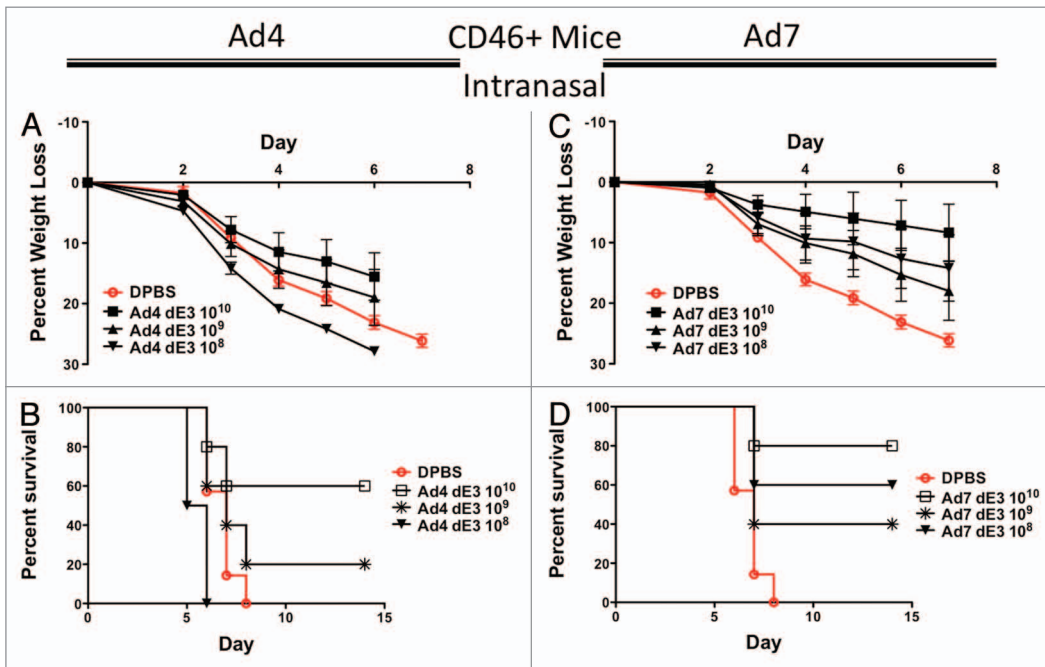 Ad4
CD46+ Mice
Ad7
Intranasal
A
Day
-10
0
10
20
30
2
4
6
8
Percent Weight Loss
DPBS
Ad4 dE3 10¹⁰
Ad4 dE3 10⁹
Ad4 dE3 10⁸
C
Day
-10
0
10
20
30
2
4
6
8
Percent Weight Loss
DPBS
Ad7 dE3 10¹⁰
Ad7 dE3 10⁹
Ad7 dE3 10⁸
B
100
80
60
40
20
0
0
5
10
15
Percent survival
Day
DPBS
Ad4 dE3 10¹⁰
Ad4 dE3 10⁹
Ad4 dE3 10⁸
D
100
80
60
40
20
0
0
5
10
15
Percent survival
Day
DPBS
Ad7 dE3 10¹⁰
Ad7 dE3 10⁹
Ad7 dE3 10⁸